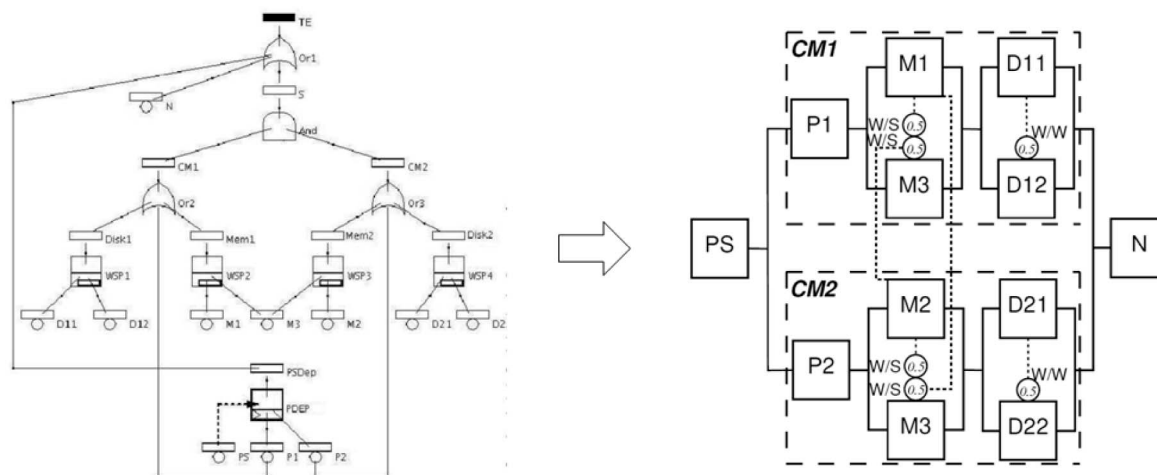 TE
Or1
N
S
And
CM1
CM2
Or2
Or3
Disk1
Mem1
Mem2
Disk2
WSP1
WSP2
WSP3
WSP4
D11
D12
M1
M3
M2
D21
D2
PSDep
PDEP
PS
P1
P2
CM1
M1
D11
P1
W/S 0.5
W/S 0.5
W/W
0.5
M3
D12
PS
N
CM2
M2
D21
P2
W/S 0.5
W/S 0.5
W/W
0.5
M3
D22